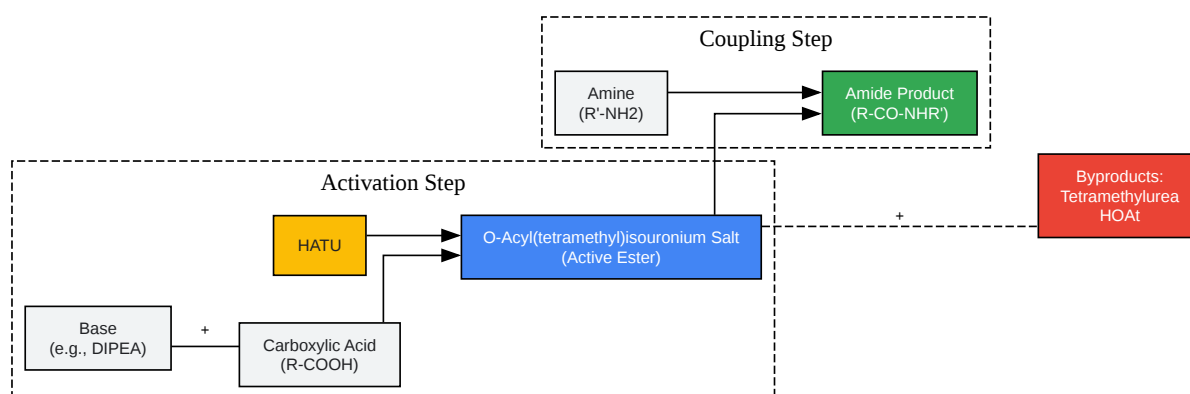 Coupling Step
Amine
(R'-NH2)
Amide Product
(R-CO-NHR')
Activation Step
Byproducts:
Tetramethylurea
HOAt
HATU
O-Acyl(tetramethyl)isouronium Salt
(Active Ester)
+
Base
(e.g., DIPEA)
+
Carboxylic Acid
(R-COOH)